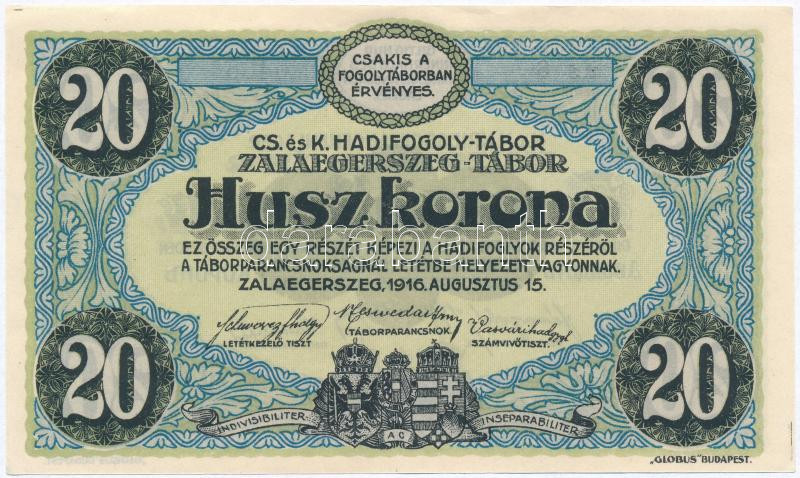 20
20
CSAKIS A
FOGOLYTÁBORBAN
ÉRVÉNYES.
CS. és K. HADIFOGOLY-TÁBOR
ZALAEGERSZEG-TÁBOR
Husz korona
darabanth
EZ ÖSSZEG EGY RÉSZÉT KÉPEZI A HADIFOGLYOK RÉSZÉRŐL
A TÁBORPARANCSNOKSÁGNÁL LETÉTBE HELYEZETT VAGYONNAK.
ZALAEGERSZEG, 1916. AUGUSZTUS 15.
LETÉTKEZELŐ TISZT
TÁBORPARANCSNOK.
SZÁMVIVŐTISZT.
20
20
INDIVISIBILITER
AC
INSEPARABILITER
„GLOBUS" BUDAPEST.